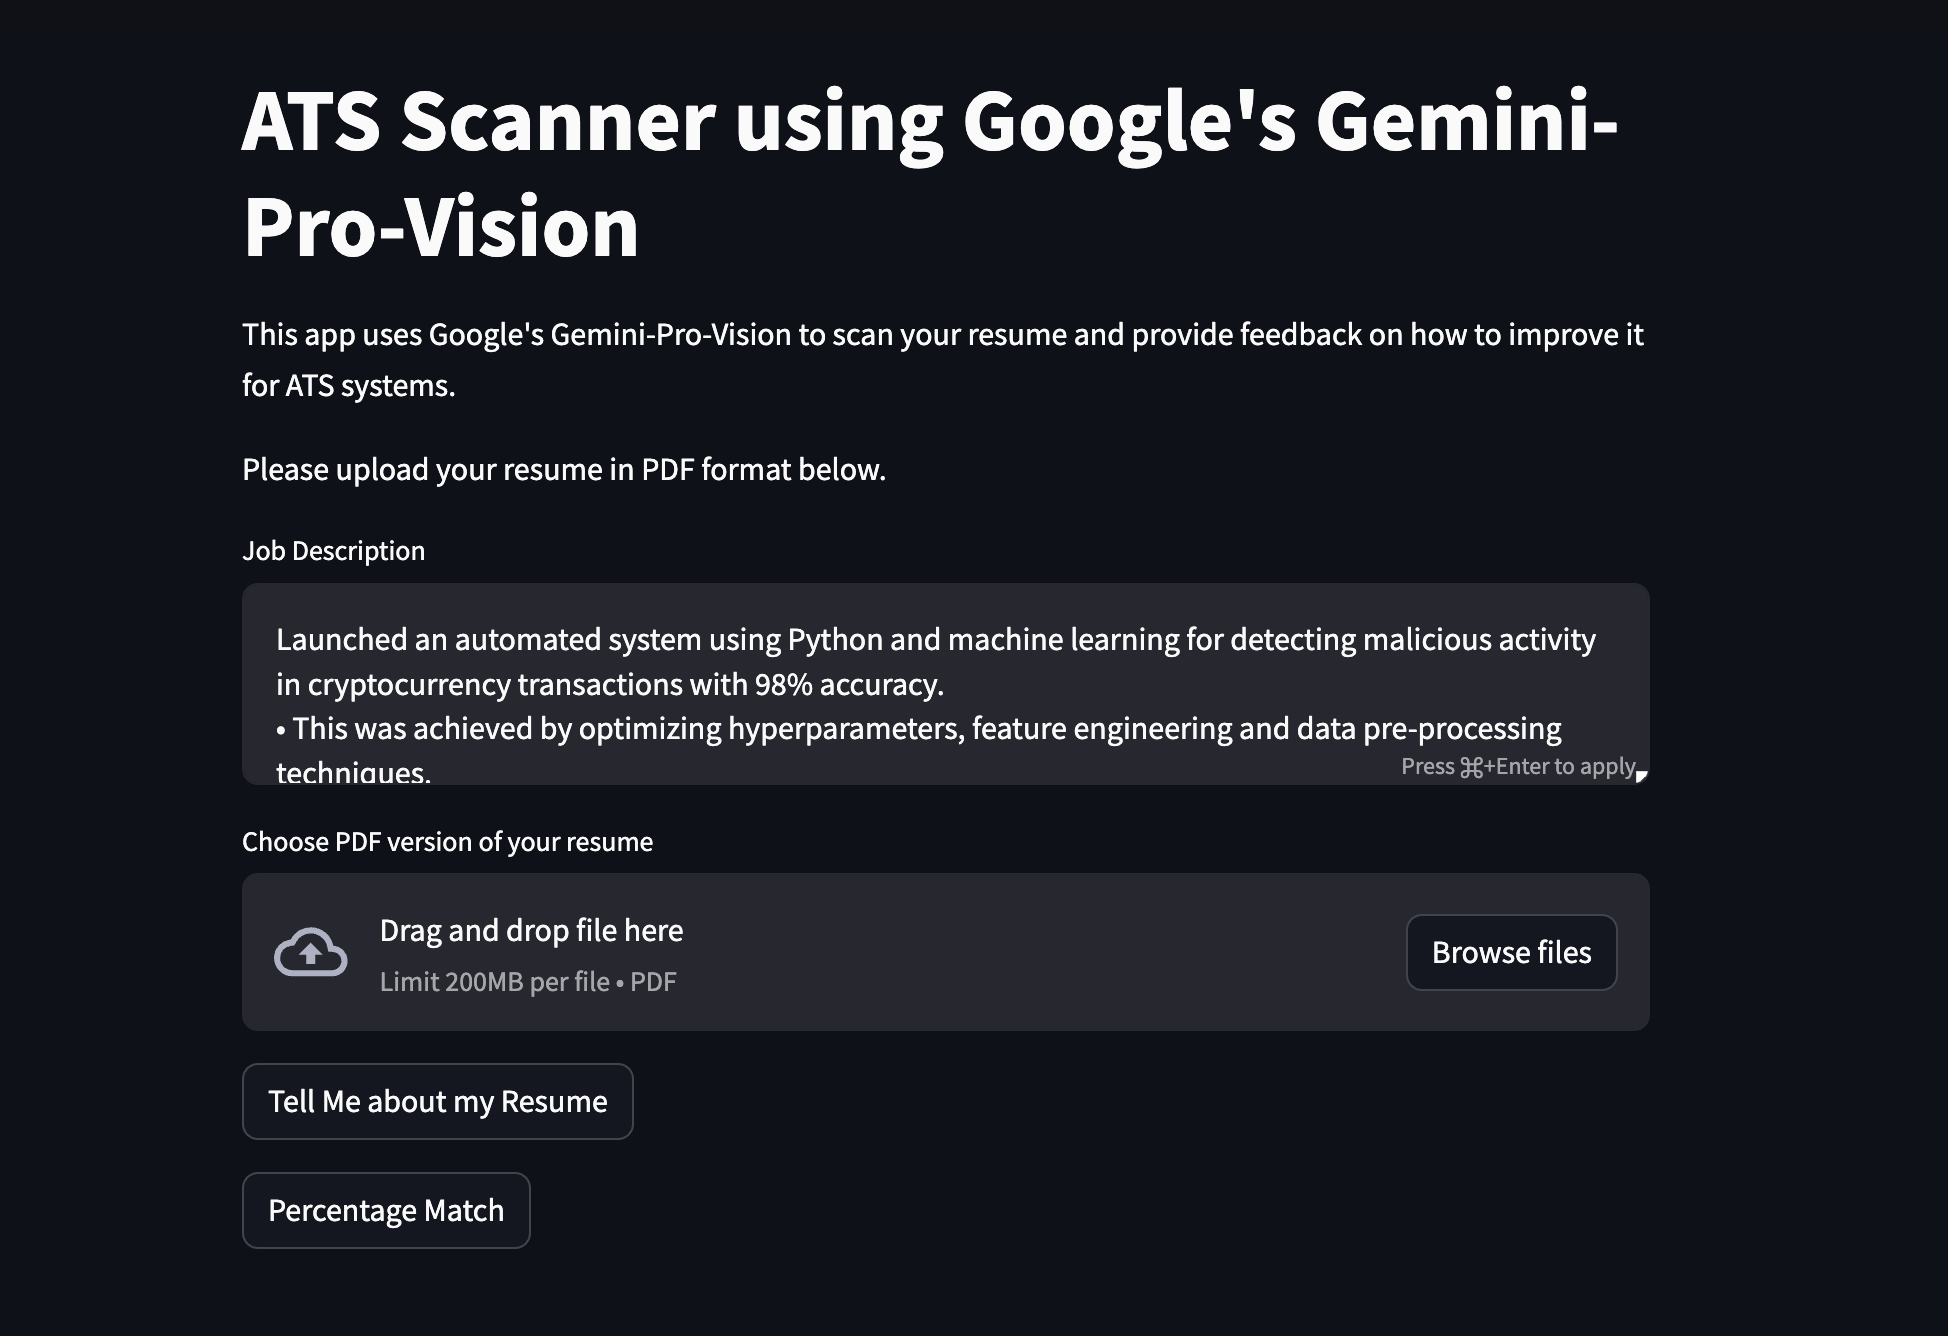 ATS Scanner using Google's Gemini-
Pro-Vision
This app uses Google's Gemini-Pro-Vision to scan your resume and provide feedback on how to improve it
for ATS systems.
Please upload your resume in PDF format below.
Job Description
Launched an automated system using Python and machine learning for detecting malicious activity
in cryptocurrency transactions with 98% accuracy.
• This was achieved by optimizing hyperparameters, feature engineering and data pre-processing
techniques.
Press ⌘+Enter to apply
Choose PDF version of your resume
Drag and drop file here
Limit 200MB per file • PDF
Browse files
Tell Me about my Resume
Percentage Match